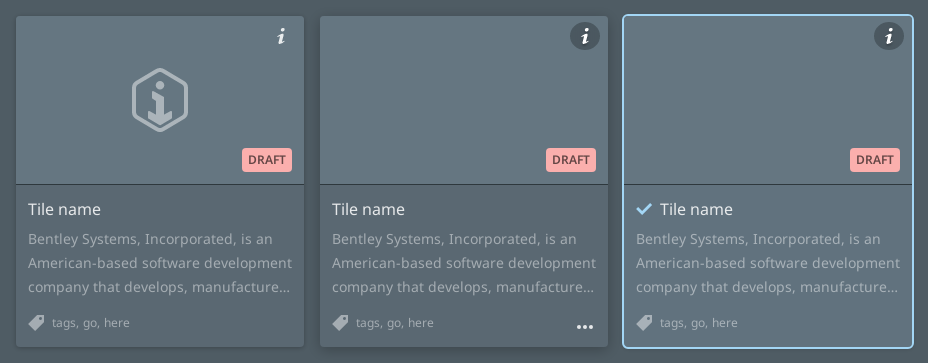 i
DRAFT
Tile name
Bentley Systems, Incorporated, is an
American-based software development
company that develops, manufacture...
tags, go, here
i
DRAFT
Tile name
Bentley Systems, Incorporated, is an
American-based software development
company that develops, manufacture...
tags, go, here
i
DRAFT
Tile name
Bentley Systems, Incorporated, is an
American-based software development
company that develops, manufacture...
tags, go, here